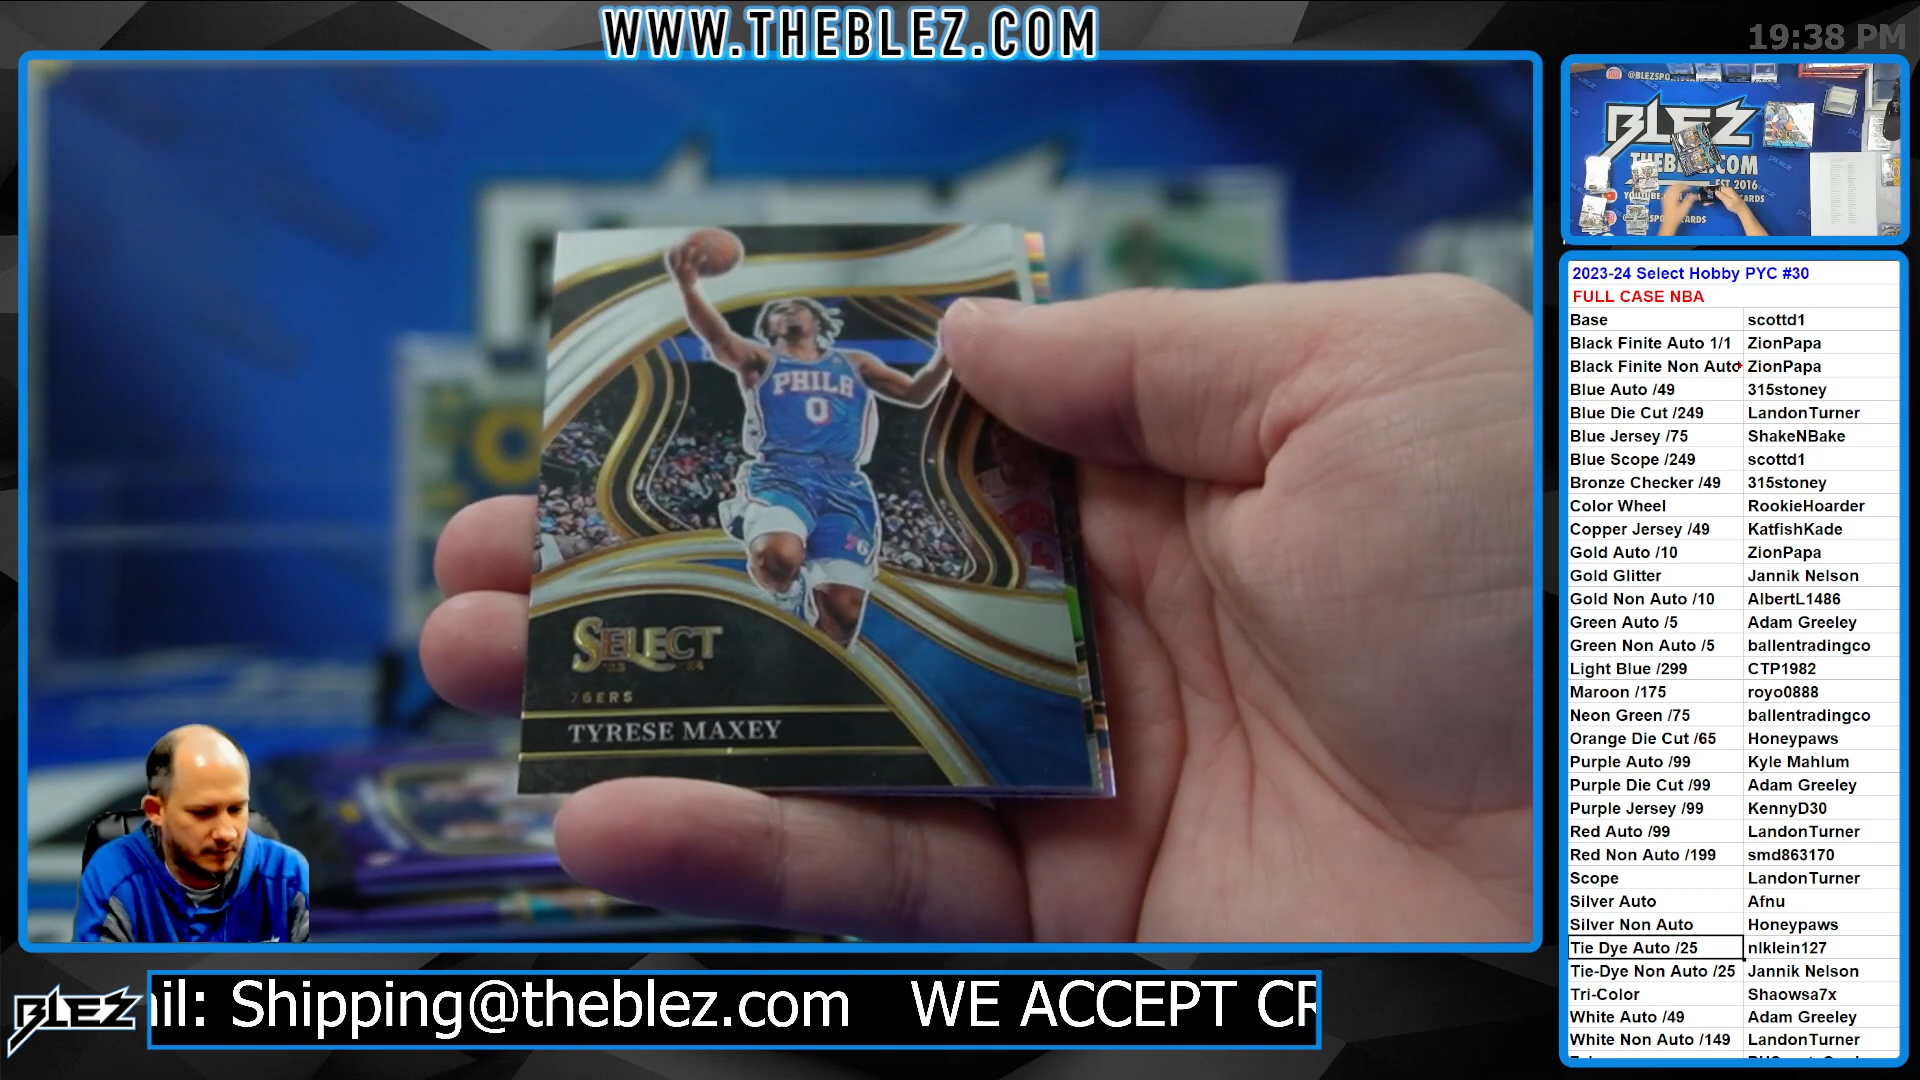 WWW.THEBLEZ.COM
19:38 PM
BLEZ
THEBLEZ.COM
EST 2016
PHILA
0
SELECT
'23 '24
76ERS
TYRESE MAXEY
2023-24 Select Hobby PYC #30
FULL CASE NBA
Base scottd1
Black Finite Auto 1/1 ZionPapa
Black Finite Non Auto ZionPapa
Blue Auto /49 315stoney
Blue Die Cut /249 LandonTurner
Blue Jersey /75 ShakeNBake
Blue Scope /249 scottd1
Bronze Checker /49 315stoney
Color Wheel RookieHoarder
Copper Jersey /49 KatfishKade
Gold Auto /10 ZionPapa
Gold Glitter Jannik Nelson
Gold Non Auto /10 AlbertL1486
Green Auto /5 Adam Greeley
Green Non Auto /5 ballentradingco
Light Blue /299 CTP1982
Maroon /175 royo0888
Neon Green /75 ballentradingco
Orange Die Cut /65 Honeypaws
Purple Auto /99 Kyle Mahlum
Purple Die Cut /99 Adam Greeley
Purple Jersey /99 KennyD30
Red Auto /99 LandonTurner
Red Non Auto /199 smd863170
Scope LandonTurner
Silver Auto Afnu
Silver Non Auto Honeypaws
Tie Dye Auto /25 nlklein127
Tie-Dye Non Auto /25 Jannik Nelson
Tri-Color Shaowsa7x
White Auto /49 Adam Greeley
White Non Auto /149 LandonTurner
BLEZ
il: Shipping@theblez.com WE ACCEPT CR